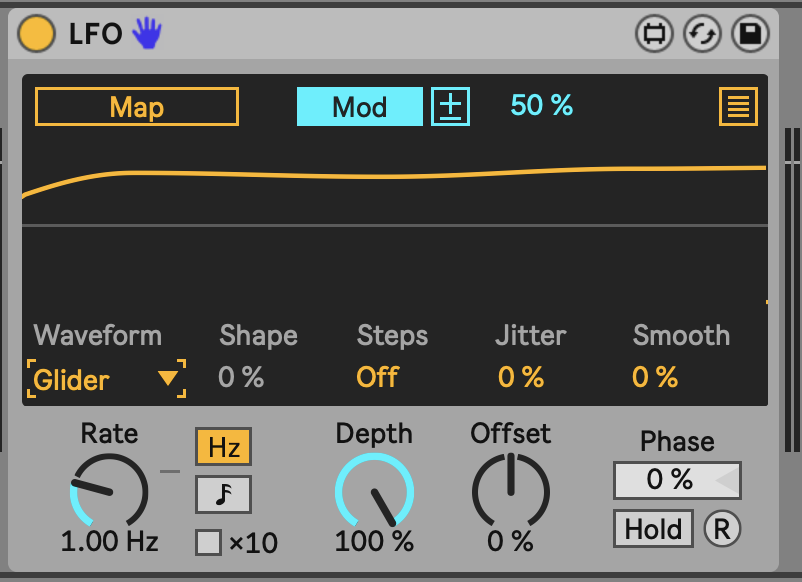 LFO
Map Mod ± 50 %
Waveform Shape Steps Jitter Smooth
Glider 0 % Off 0 % 0 %
Rate Hz Depth Offset Phase
0 %
×10 Hold R
1.00 Hz 100 % 0 %